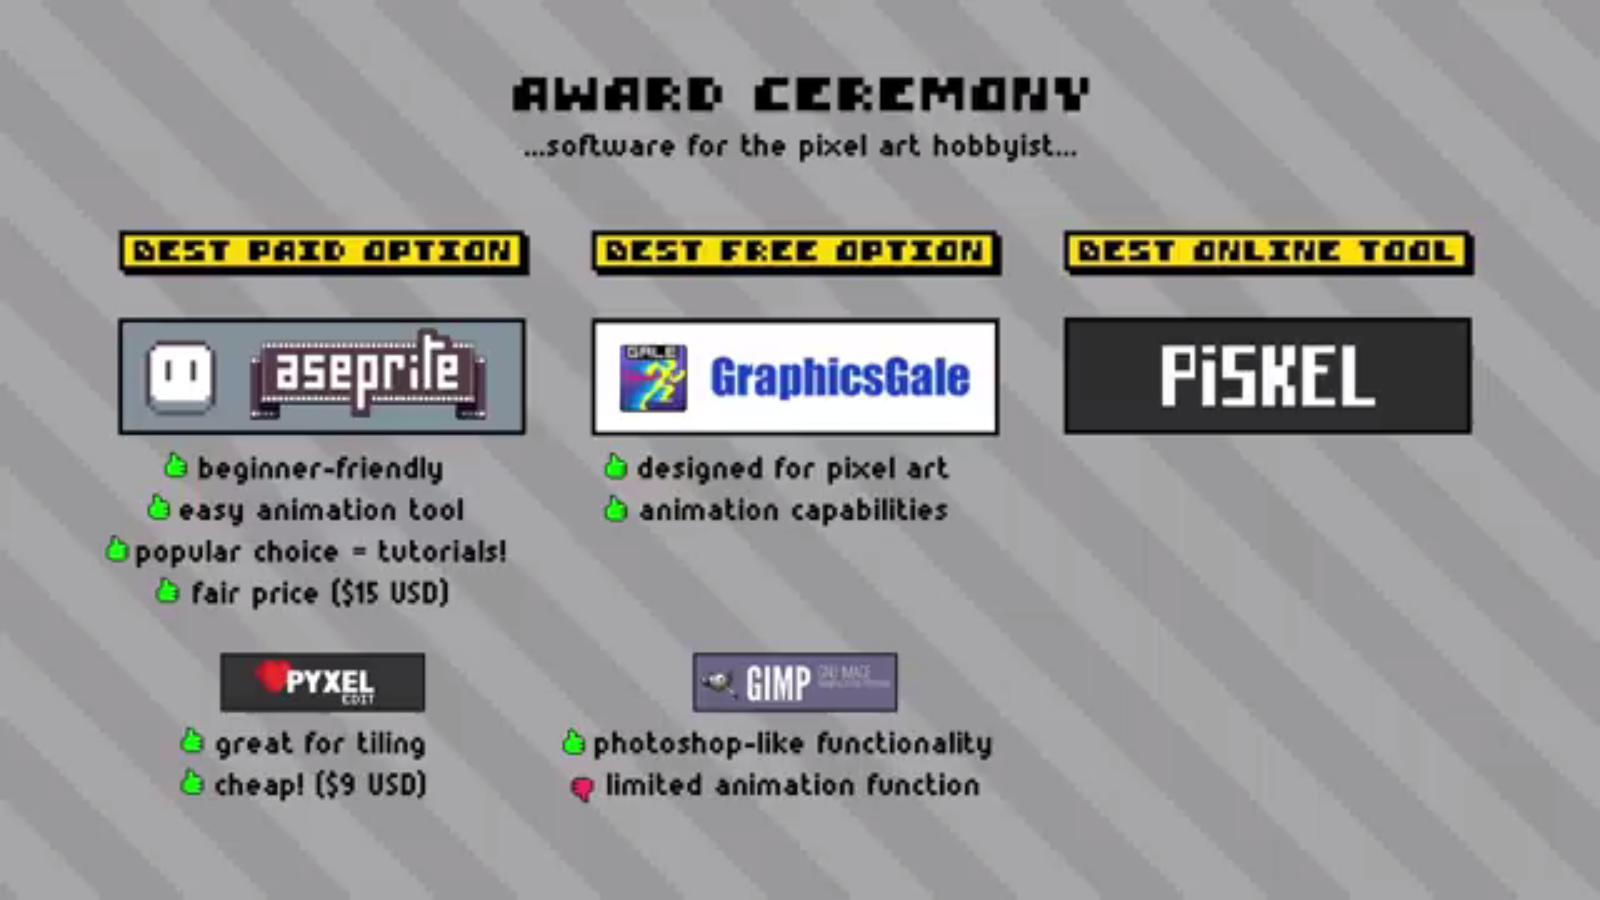 AWARD CEREMONY
...software for the pixel art hobbyist...
BEST PAID OPTION
aseprite
beginner-friendly
easy animation tool
popular choice = tutorials!
fair price ($15 USD)
PYXEL
EDIT
great for tiling
cheap! ($9 USD)
BEST FREE OPTION
GALE
GraphicsGale
designed for pixel art
animation capabilities
GIMP
GNU IMAGE
photoshop-like functionality
limited animation function
BEST ONLINE TOOL
PiSKEL